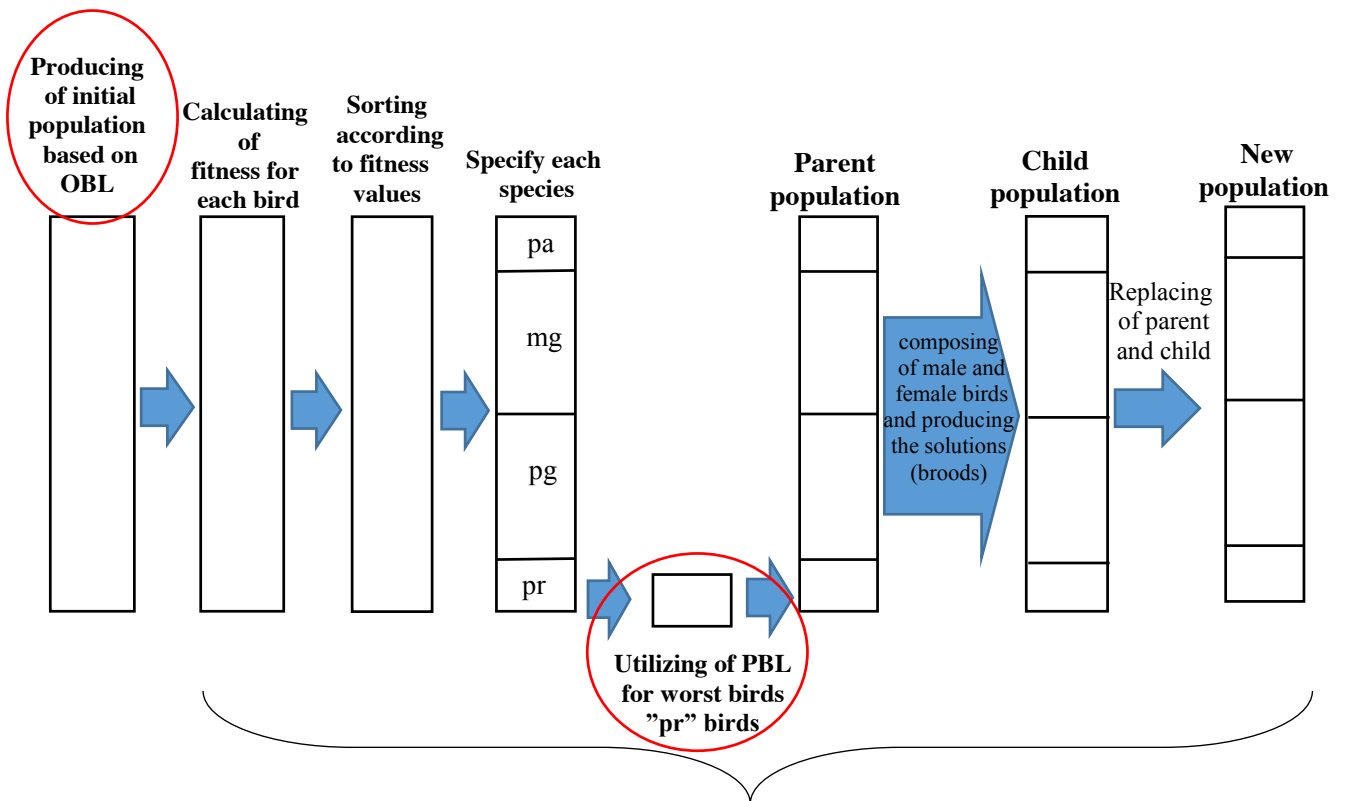 Producing
of initial
population
based on
OBL
Calculating
of
fitness for
each bird
Sorting
according
to fitness
values
Specify each
species
pa
mg
pg
pr
Utilizing of PBL
for worst birds
”pr” birds
Parent
population
composing
of male and
female birds
and producing
the solutions
(broods)
Child
population
Replacing
of parent
and child
New
population